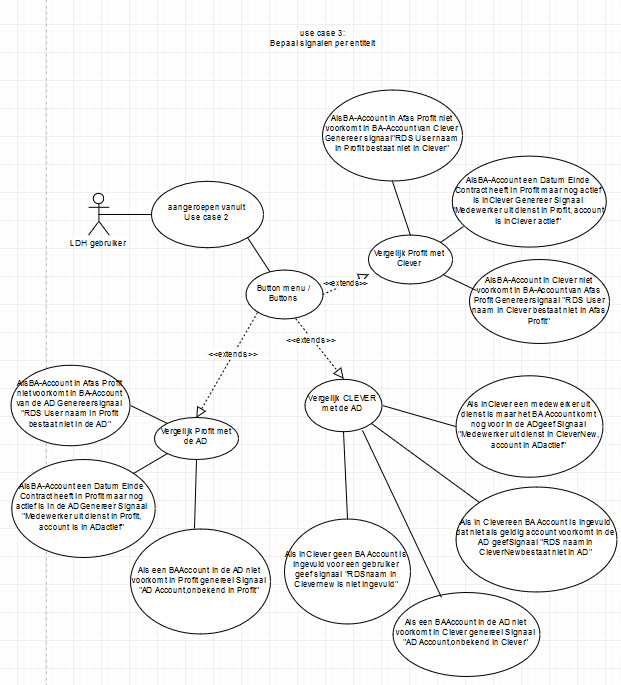 use case 3:
Bepaal signalen per entiteit
Als BA-Account in Afas Profit niet
voorkomt in BA-Account van Clever
Genereer signaal "RDS User naam
in Profit bestaat niet in Clever"
Als BA-Account een Datum Einde
Contract heeft in Profit maar nog actief
is in Clever Genereer Signaal
"Medewerker uit dienst in Profit, account
is in Clever actief"
aangeroepen vanuit
Use case 2
LDH gebruiker
Vergelijk Profit met
Clever
<<extends>>
Button menu /
Buttons
Als BA-Account in Clever niet
voorkomt in BA-Account van Afas
Profit Genereer signaal "RDS User
naam in Clever bestaat niet in Afas
Profit"
<<extends>>
<<extends>>
Als BA-Account in Afas Profit
niet voorkomt in BA-Account
van de AD Genereer signaal
"RDS User naam in Profit
bestaat niet in de AD"
Vergelijk CLEVER
met de AD
Als in Clever een medewerker uit
dienst is maar het BA Account komt
nog voor in de AD geef Signaal
"Medewerker uit dienst in CleverNew,
account in AD actief"
Vergelijk Profit met
de AD
Als BA-Account een Datum Einde
Contract heeft in Profit maar nog
actief is in de AD Genereer Signaal
"Medewerker uit dienst in Profit,
account is in AD actief"
Als in Clever een BA Account is ingevuld
dat niet als geldig account voorkomt in de
AD geef Signaal "RDS naam in
CleverNew bestaat niet in AD"
Als een BA Account in de AD niet
voorkomt in Profit genereel Signaal
"AD Account, onbekend in Profit"
Als in Clever geen BA Account is
ingevuld voor een gebruiker
geef signaal "RDS naam in
Clevernew is niet ingevuld"
Als een BA Account in de AD niet
voorkomt in Clever genereel Signaal
"AD Account, onbekend in Clever"